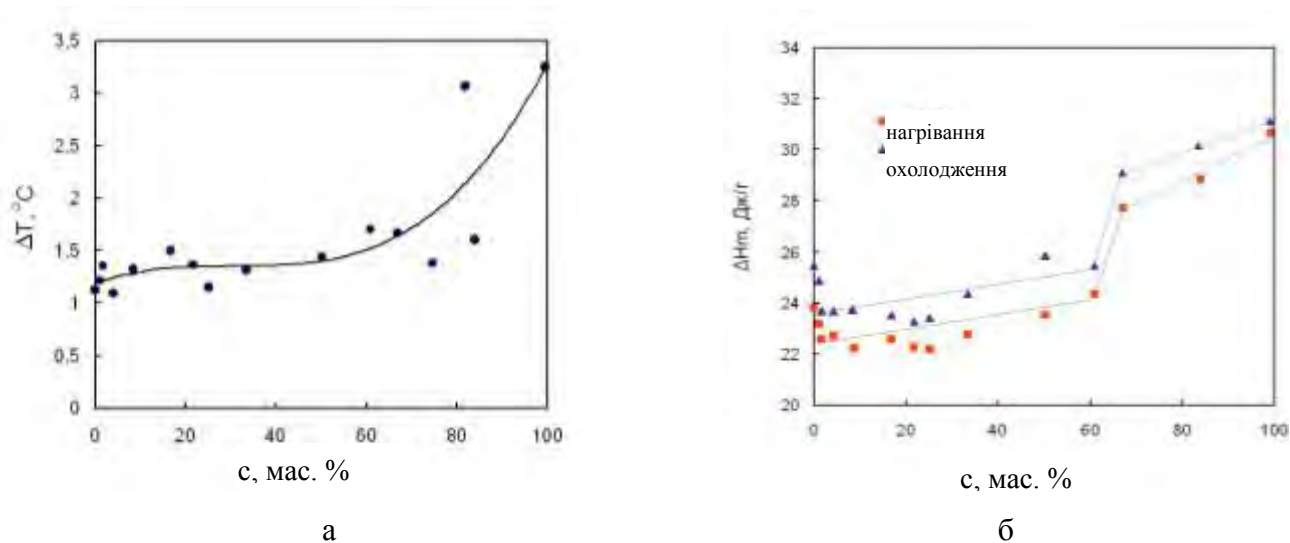 3,5
3
2.5
2
1.5
1
0.5
0
ΔT, °C
0 20 40 60 80 100
с, мас. %
а
34
32
30
28
26
24
22
20
ΔHm, Дж/г
нагрівання
охолодження
0 20 40 60 80 100
с, мас. %
б